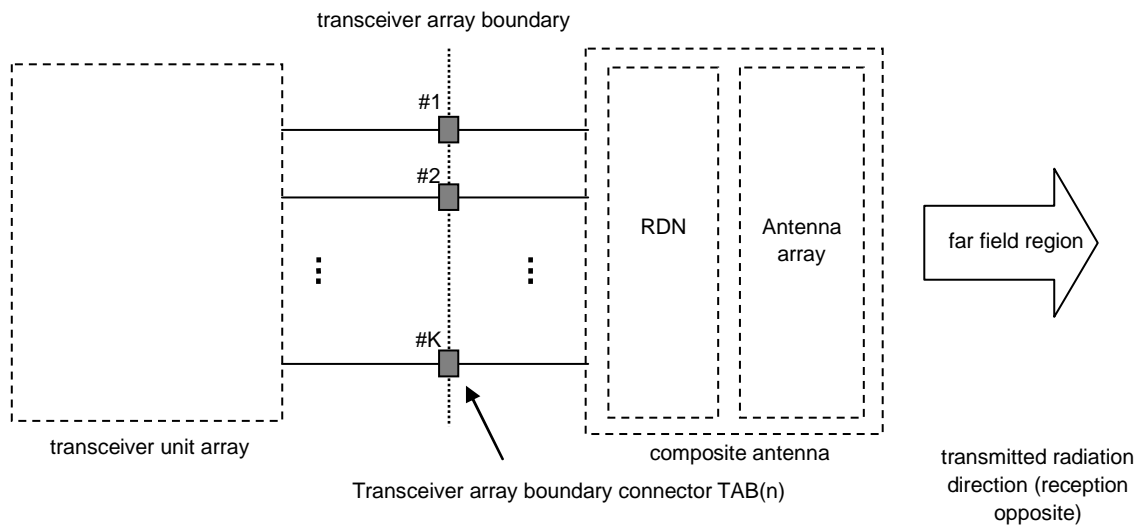 transceiver array boundary
#1
#2
#K
RDN
Antenna
array
far field region
transceiver unit array
composite antenna
Transceiver array boundary connector TAB(n)
transmitted radiation
direction (reception
opposite)